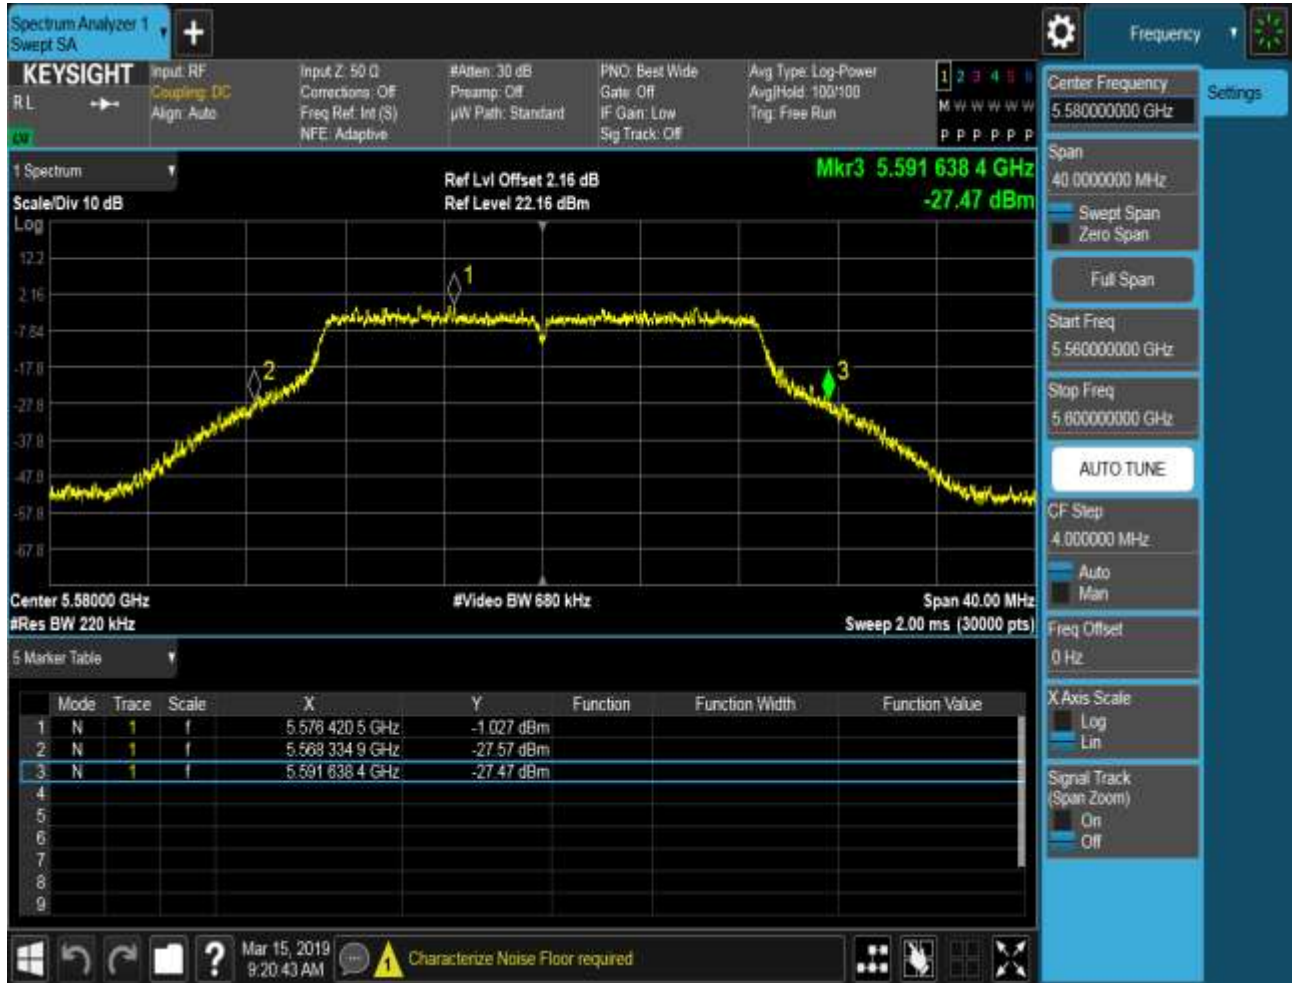 Spectrum Analyzer 1
Swept SA
+
Frequency
KEYSIGHT
RL
Input: RF
Coupling: DC
Align: Auto
Input Z: 50 Ω
Corrections: Off
Freq Ref: Int (S)
NFE: Adaptive
#Atten: 30 dB
Preamp: Off
µW Path: Standard
PNO: Best Wide
Gate: Off
IF Gain: Low
Sig Track: Off
Avg Type: Log-Power
Avg|Hold: 100/100
Trig: Free Run
1 2 3 4 5 6
M W W W W W
P P P P P P
1 Spectrum
Scale/Div 10 dB
Ref Lvl Offset 2.16 dB
Ref Level 22.16 dBm
Mkr3 5.591 638 4 GHz
-27.47 dBm
Log
12.2
2.16
-7.84
-17.8
-27.8
-37.8
-47.8
-57.8
-67.8
1
2
3
Center 5.58000 GHz
#Res BW 220 kHz
#Video BW 680 kHz
Span 40.00 MHz
Sweep 2.00 ms (30000 pts)
5 Marker Table
Mode Trace Scale X Y Function Function Width Function Value
1 N 1 f 5.576 420 5 GHz -1.027 dBm
2 N 1 f 5.568 334 9 GHz -27.57 dBm
3 N 1 f 5.591 638 4 GHz -27.47 dBm
4
5
6
7
8
9
Center Frequency
5.580000000 GHz
Settings
Span
40.0000000 MHz
Swept Span
Zero Span
Full Span
Start Freq
5.560000000 GHz
Stop Freq
5.600000000 GHz
AUTO TUNE
CF Step
4.000000 MHz
Auto
Man
Freq Offset
0 Hz
X Axis Scale
Log
Lin
Signal Track
(Span Zoom)
On
Off
?
Mar 15, 2019
9:20:43 AM
1
Characterize Noise Floor required